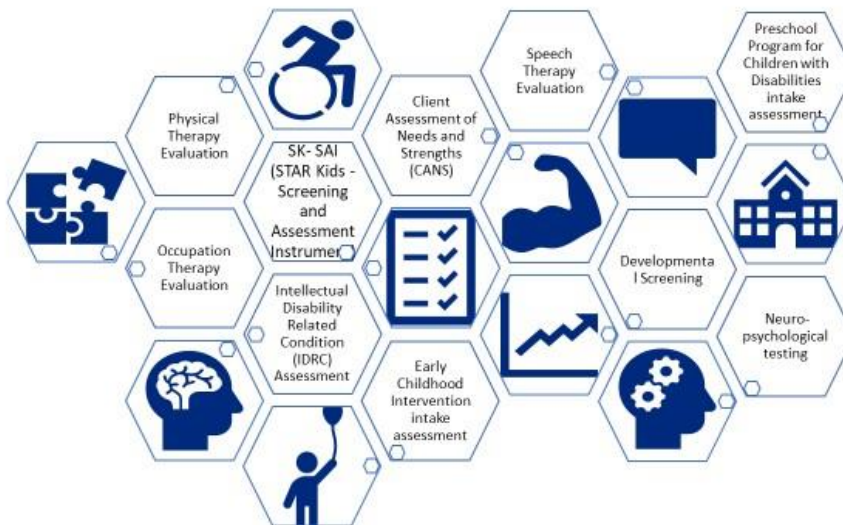 Physical
Therapy
Evaluation
Occupation
Therapy
Evaluation
SK- SAI
(STAR Kids -
Screening
and
Assessment
Instrument)
Intellectual
Disability
Related
Condition
(IDRC)
Assessment
Client
Assessment of
Needs and
Strengths
(CANS)
Early
Childhood
Intervention
intake
assessment
Speech
Therapy
Evaluation
Developmenta
l Screening
Preschool
Program for
Children with
Disabilities
intake
assessment
Neuro-
psychological
testing